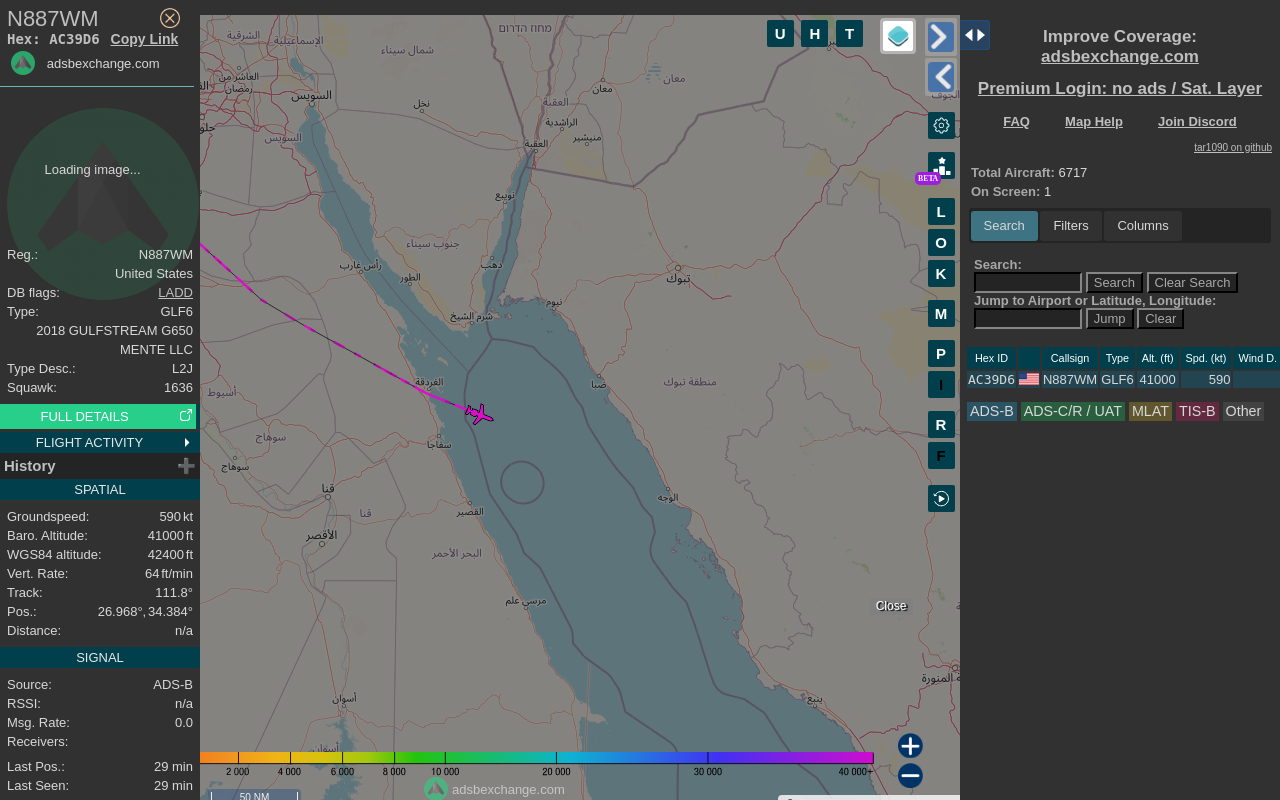 N887WM
Hex: AC39D6 Copy Link
adsbexchange.com
Loading image...
Reg.: N887WM
United States
DB flags: LADD
Type: GLF6
2018 GULFSTREAM G650
MENTE LLC
Type Desc.: L2J
Squawk: 1636
FULL DETAILS
FLIGHT ACTIVITY
History
SPATIAL
Groundspeed: 590 kt
Baro. Altitude: 41000 ft
WGS84 altitude: 42400 ft
Vert. Rate: 64 ft/min
Track: 111.8°
Pos.: 26.968°, 34.384°
Distance: n/a
SIGNAL
Source: ADS-B
RSSI: n/a
Msg. Rate: 0.0
Receivers:
Last Pos.: 29 min
Last Seen: 29 min
الشرقية
الإسماعيلية
מחוז הדרום
شمال سيناء
العاشر من رمضان
السويس
نخل
معان
معان
العقبة
الراشدية
منيشير
العقبة
السويس
نويبع
جنوب سيناء
دهب
رأس غارب
الطور
تبوك
نيوم
شرم الشيخ
الغردقة
ضبا
منطقة تبوك
أسيوط
سوهاج
سفاجا
سوهاج
قنا
قنا
القصير
الوجه
الأقصر
البحر الأحمر
مرسى علم
أسوان
ينبع
المنورة
أسوان
U H T
BETA
L
O
K
M
P
I
R
F
Close
2 000 4 000 6 000 8 000 10 000 20 000 30 000 40 000+
50 NM
adsbexchange.com
Improve Coverage:
adsbexchange.com
Premium Login: no ads / Sat. Layer
FAQ Map Help Join Discord
tar1090 on github
Total Aircraft: 6717
On Screen: 1
Search Filters Columns
Search:
Search Clear Search
Jump to Airport or Latitude, Longitude:
Jump Clear
Hex ID Callsign Type Alt. (ft) Spd. (kt) Wind D.
AC39D6 N887WM GLF6 41000 590
ADS-B ADS-C/R / UAT MLAT TIS-B Other